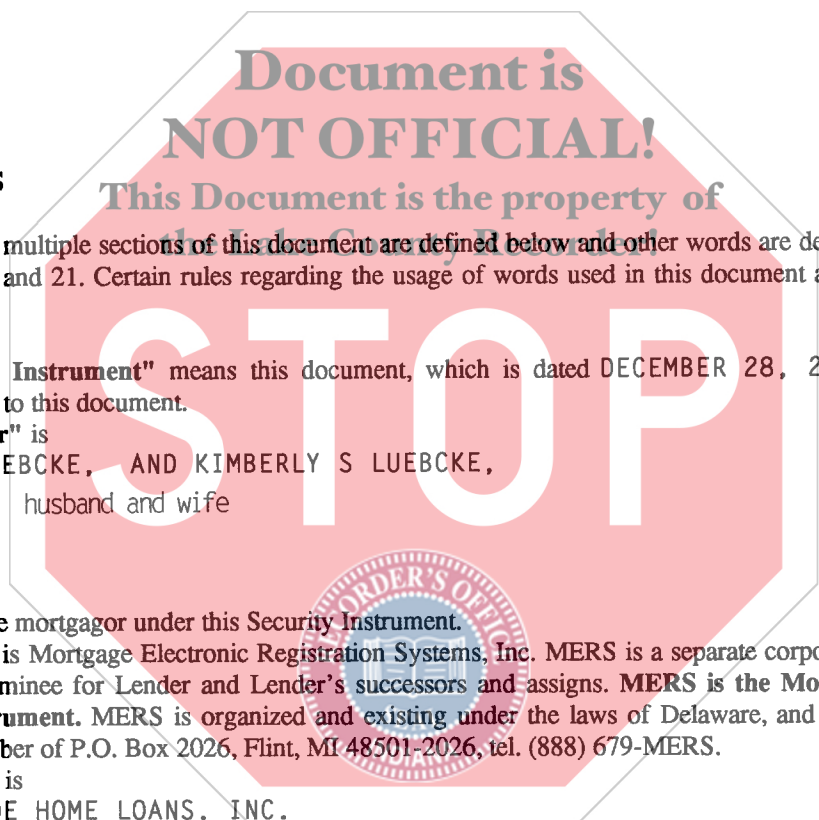 Document is
NOT OFFICIAL!
This Document is the property of
the Lake County Recorder!
multiple sections of this document are defined below and other words are de
and 21. Certain rules regarding the usage of words used in this document a
Instrument" means this document, which is dated DECEMBER 28, 2
to this document.
r" is
EBCKE, AND KIMBERLY S LUEBCKE,
husband and wife
STOP
RECORDER'S OFFICE
e mortgagor under this Security Instrument.
is Mortgage Electronic Registration Systems, Inc. MERS is a separate corpo
minee for Lender and Lender's successors and assigns. MERS is the Mo
rument. MERS is organized and existing under the laws of Delaware, and
ber of P.O. Box 2026, Flint, MI 48501-2026, tel. (888) 679-MERS.
is
E HOME LOANS, INC.